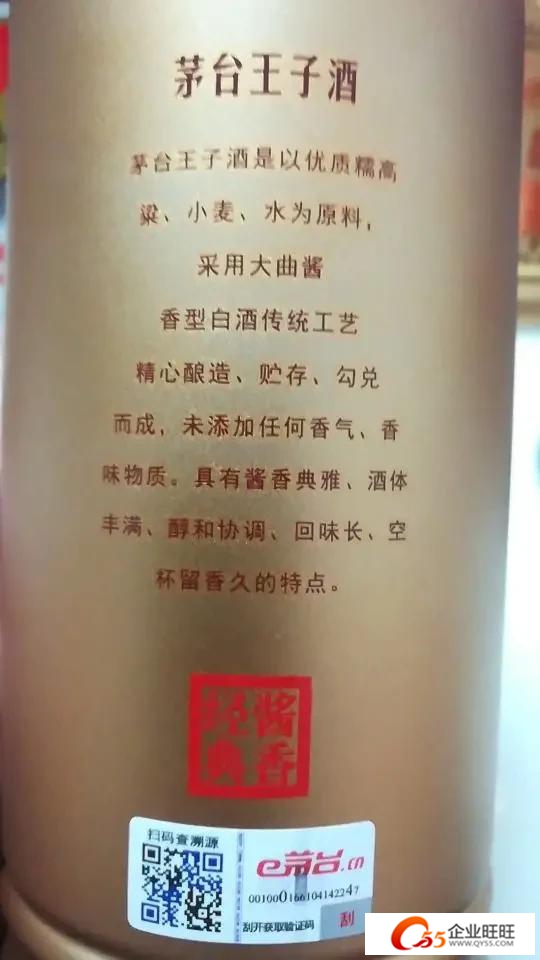 茅台王子酒
茅台王子酒是以优质糯高
粱、小麦、水为原料，
采用大曲酱
香型白酒传统工艺
精心酿造、贮存、勾兑
而成，未添加任何香气、香
味物质。具有酱香典雅、酒体
丰满、醇和协调、回味长、空
杯留香久的特点。
酱香
经典
扫码查溯源
e茅台.cn
001000166104142247
刮开获取验证码
刮
55企业旺旺
WWW.QY55.COM